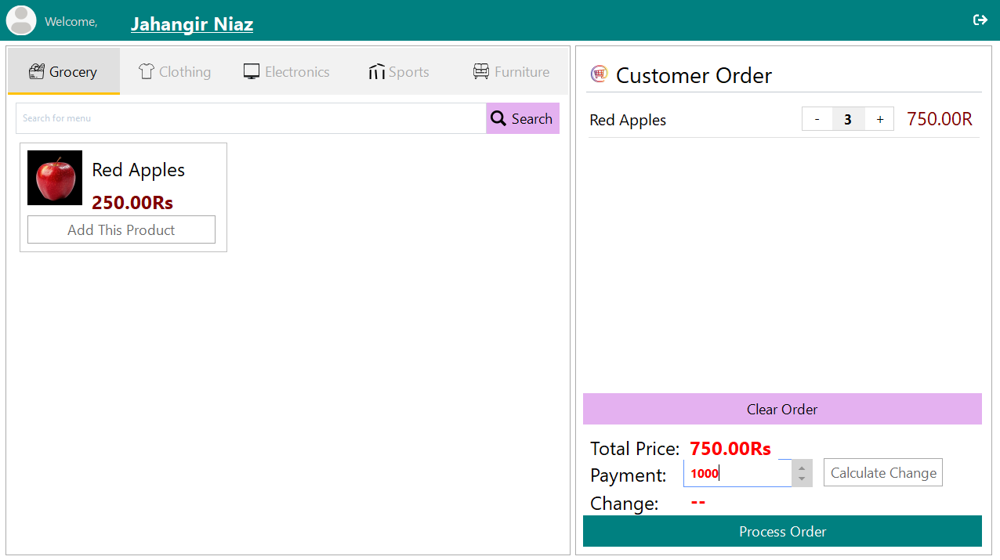 Welcome, Jahangir Niaz
Grocery Clothing Electronics Sports Furniture
Search for menu Search
Red Apples
250.00Rs
Add This Product
Customer Order
Red Apples - 3 + 750.00R
Clear Order
Total Price: 750.00Rs
Payment: 1000 Calculate Change
Change: --
Process Order